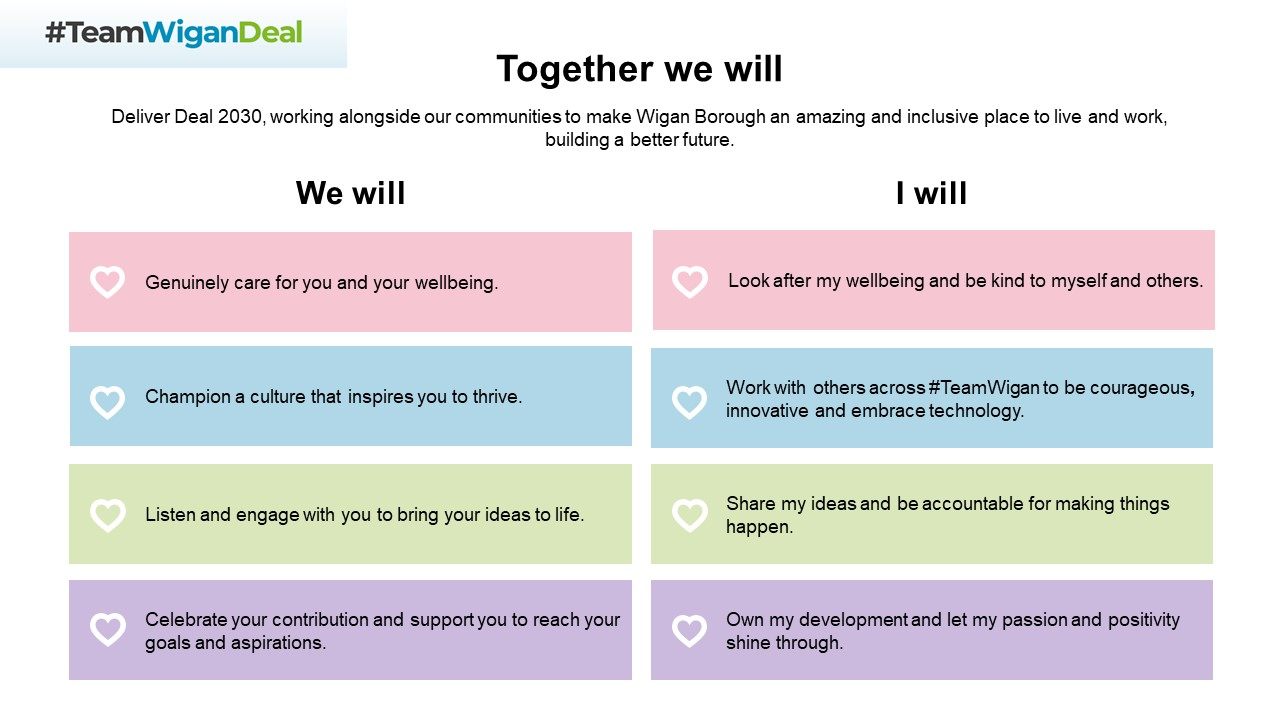 #TeamWiganDeal
Together we will
Deliver Deal 2030, working alongside our communities to make Wigan Borough an amazing and inclusive place to live and work,
building a better future.
We will
I will
Genuinely care for you and your wellbeing.
Look after my wellbeing and be kind to myself and others.
Champion a culture that inspires you to thrive.
Work with others across #TeamWigan to be courageous,
innovative and embrace technology.
Listen and engage with you to bring your ideas to life.
Share my ideas and be accountable for making things
happen.
Celebrate your contribution and support you to reach your
goals and aspirations.
Own my development and let my passion and positivity
shine through.